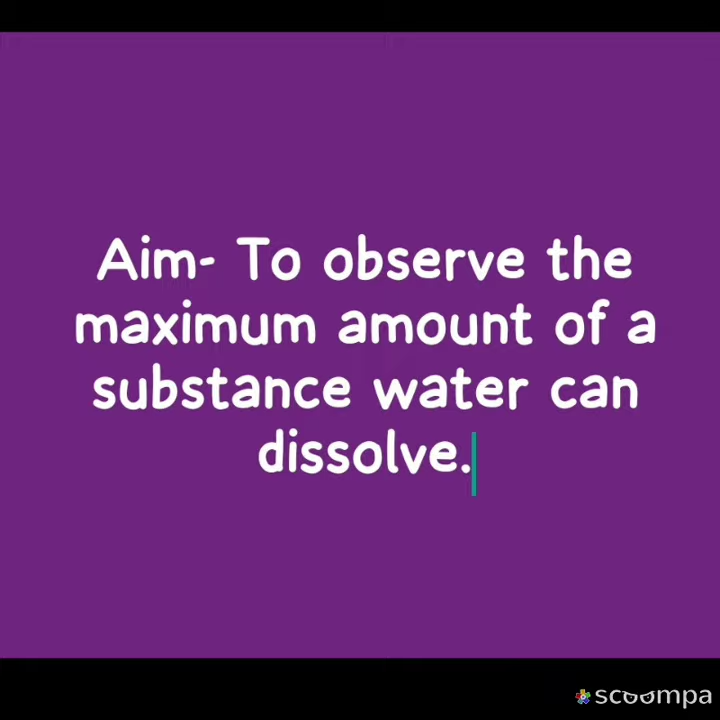 Aim- To observe the
maximum amount of a
substance water can
dissolve.
scoompa